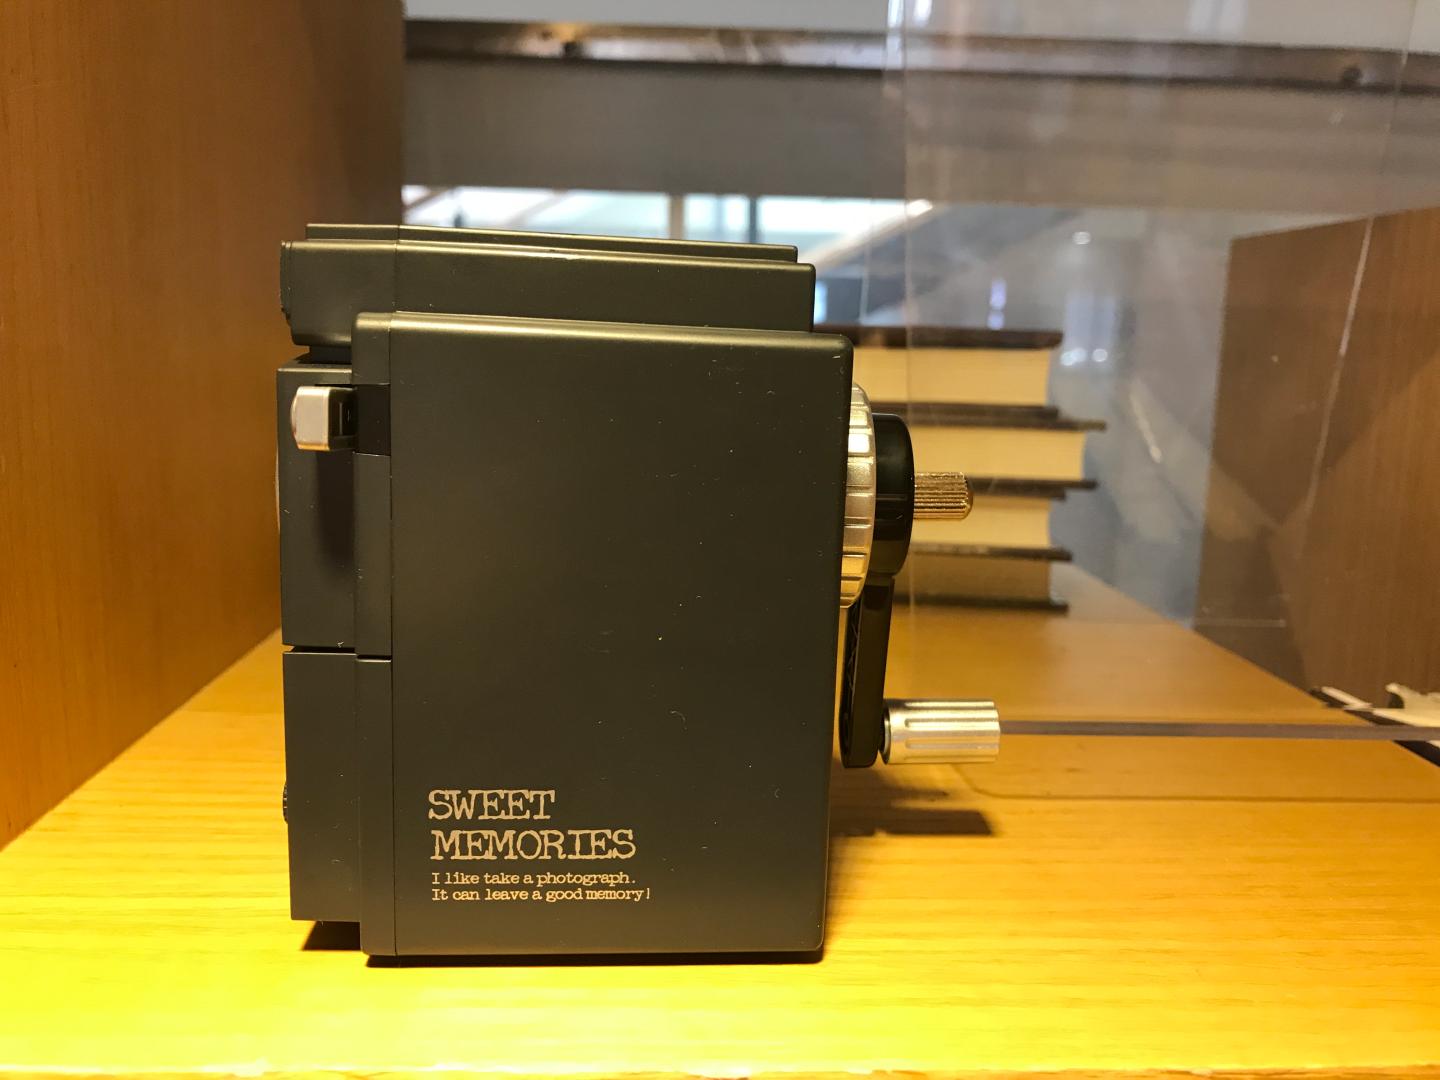 SWEET
MEMORIES
I like take a photograph.
It can leave a good memory!